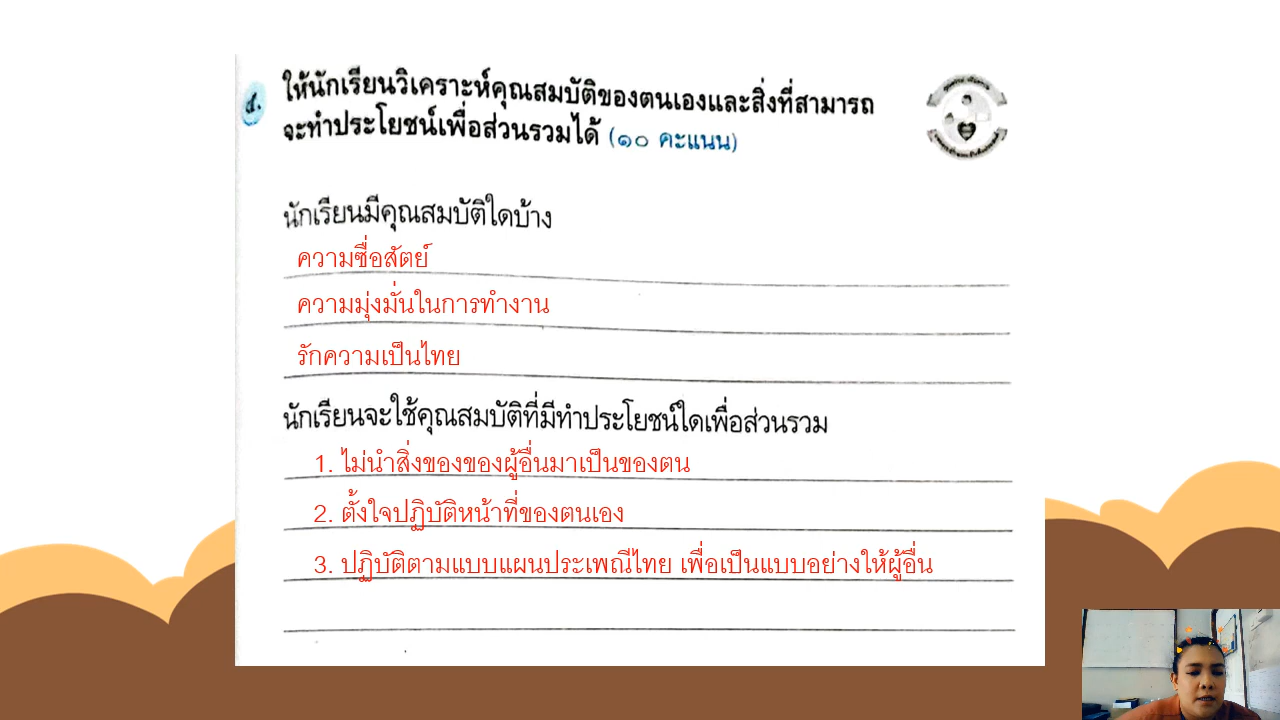 ๔. ให้นักเรียนวิเคราะห์คุณสมบัติของตนเองและสิ่งที่สามารถ
จะทำประโยชน์เพื่อส่วนรวมได้ (๑๐ คะแนน)
นักเรียนมีคุณสมบัติใดบ้าง
ความซื่อสัตย์
ความมุ่งมั่นในการทำงาน
รักความเป็นไทย
นักเรียนจะใช้คุณสมบัติที่มีทำประโยชน์ใดเพื่อส่วนรวม
1. ไม่นำสิ่งของของผู้อื่นมาเป็นของตน
2. ตั้งใจปฏิบัติหน้าที่ของตนเอง
3. ปฏิบัติตามแบบแผนประเพณีไทย เพื่อเป็นแบบอย่างให้ผู้อื่น